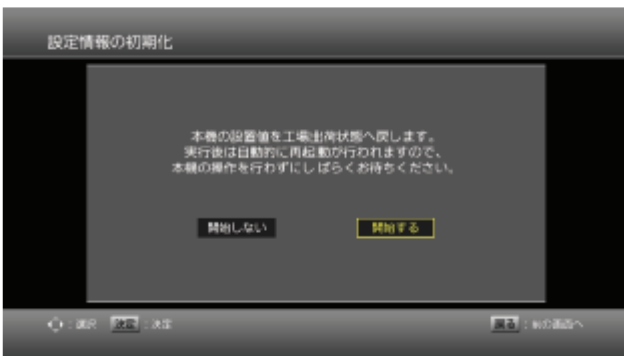 設定情報の初期化
本機の設置値を工場出荷状態へ戻します。
実行後は自動的に再起動が行われますので、
本機の操作を行わずにしばらくお待ちください。
開始しない
開始する
:選択 決定 :決定
戻る :前の画面へ